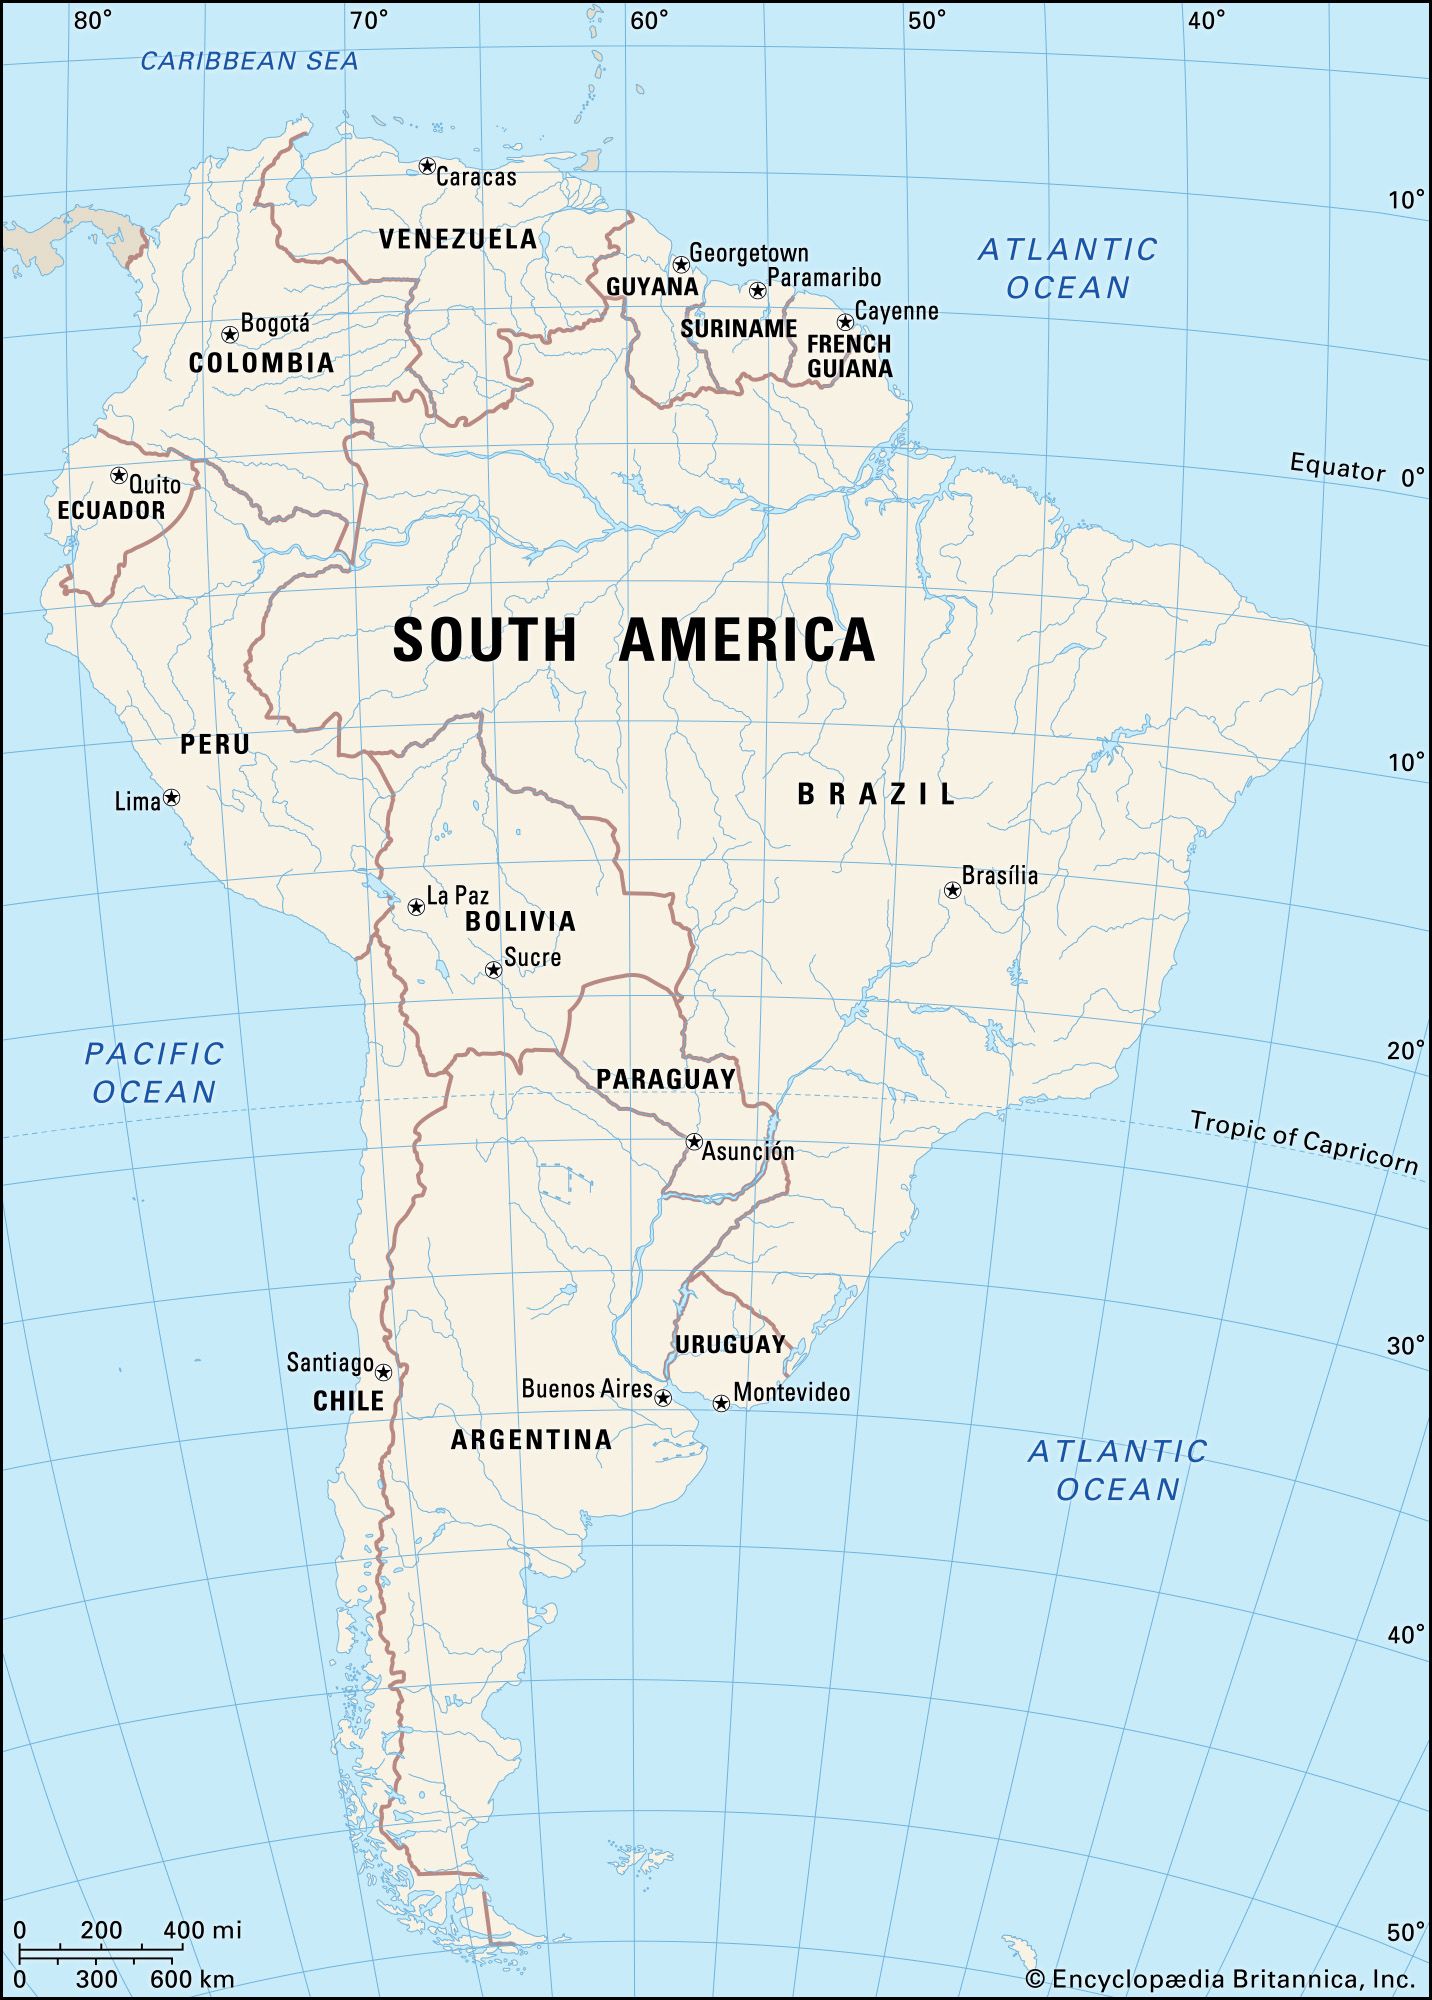 80°
70°
60°
50°
40°
CARIBBEAN SEA
Caracas
10°
VENEZUELA
Georgetown
ATLANTIC
OCEAN
Paramaribo
GUYANA
Cayenne
Bogotá
SURINAME
COLOMBIA
FRENCH
GUIANA
Equator 0°
Quito
ECUADOR
SOUTH AMERICA
PERU
10°
Lima
BRAZIL
Brasília
La Paz
BOLIVIA
Sucre
PACIFIC
OCEAN
20°
PARAGUAY
Tropic of Capricorn
Asunción
30°
URUGUAY
Santiago
CHILE
Buenos Aires
Montevideo
ARGENTINA
ATLANTIC
OCEAN
40°
50°
0 200 400 mi
0 300 600 km
© Encyclopædia Britannica, Inc.